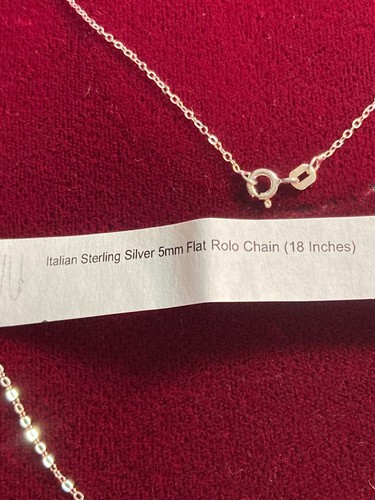 Italian Sterling Silver 5mm Flat Rolo Chain (18 Inches)